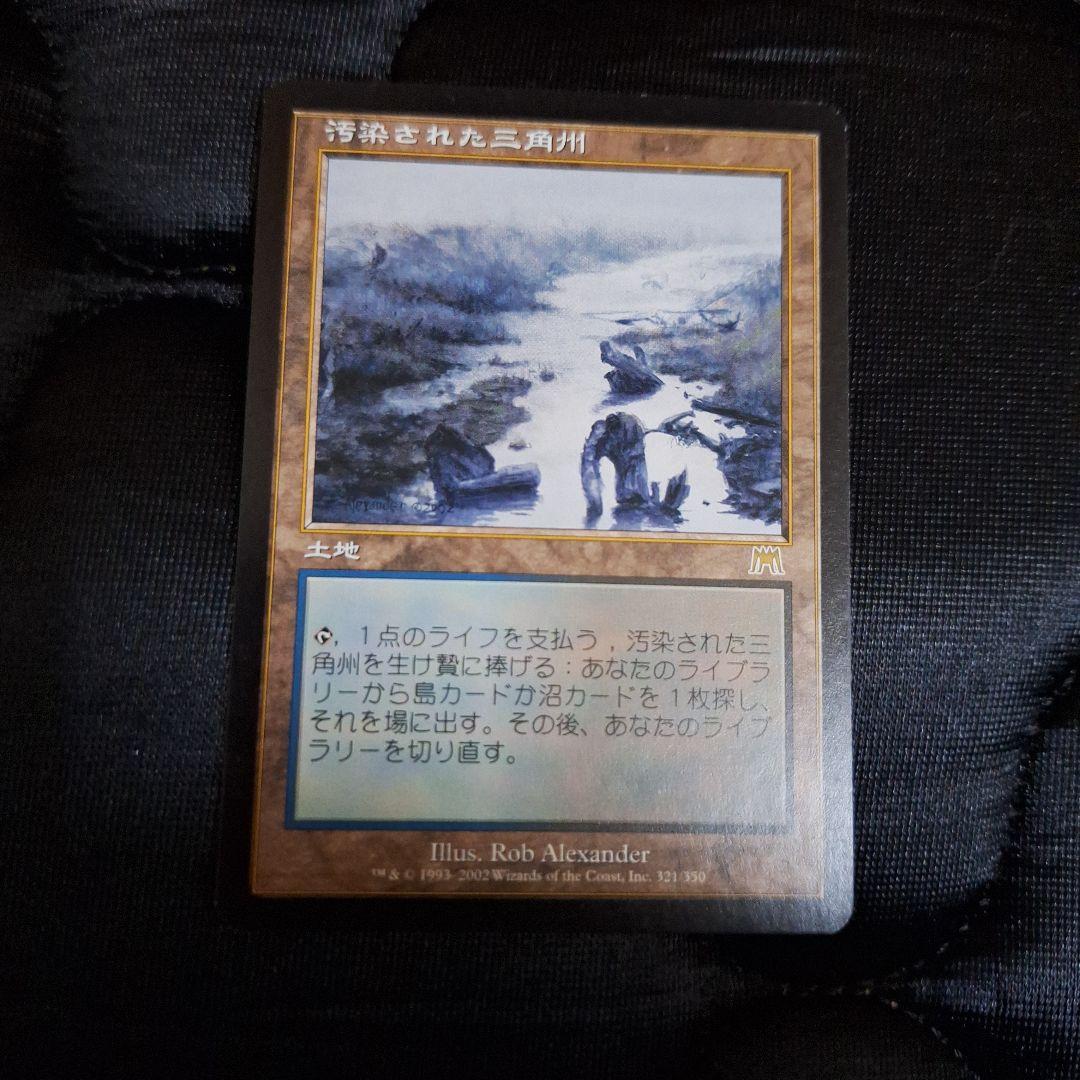 汚染された三角州
Alexander ©2002
土地
，1点のライフを支払う，汚染された三
角州を生け贄に捧げる：あなたのライブラ
リーから島カードか沼カードを1枚探し、
それを場に出す。その後、あなたのライブ
ラリーを切り直す。
Illus. Rob Alexander
™ & © 1993-2002 Wizards of the Coast, Inc. 321/350